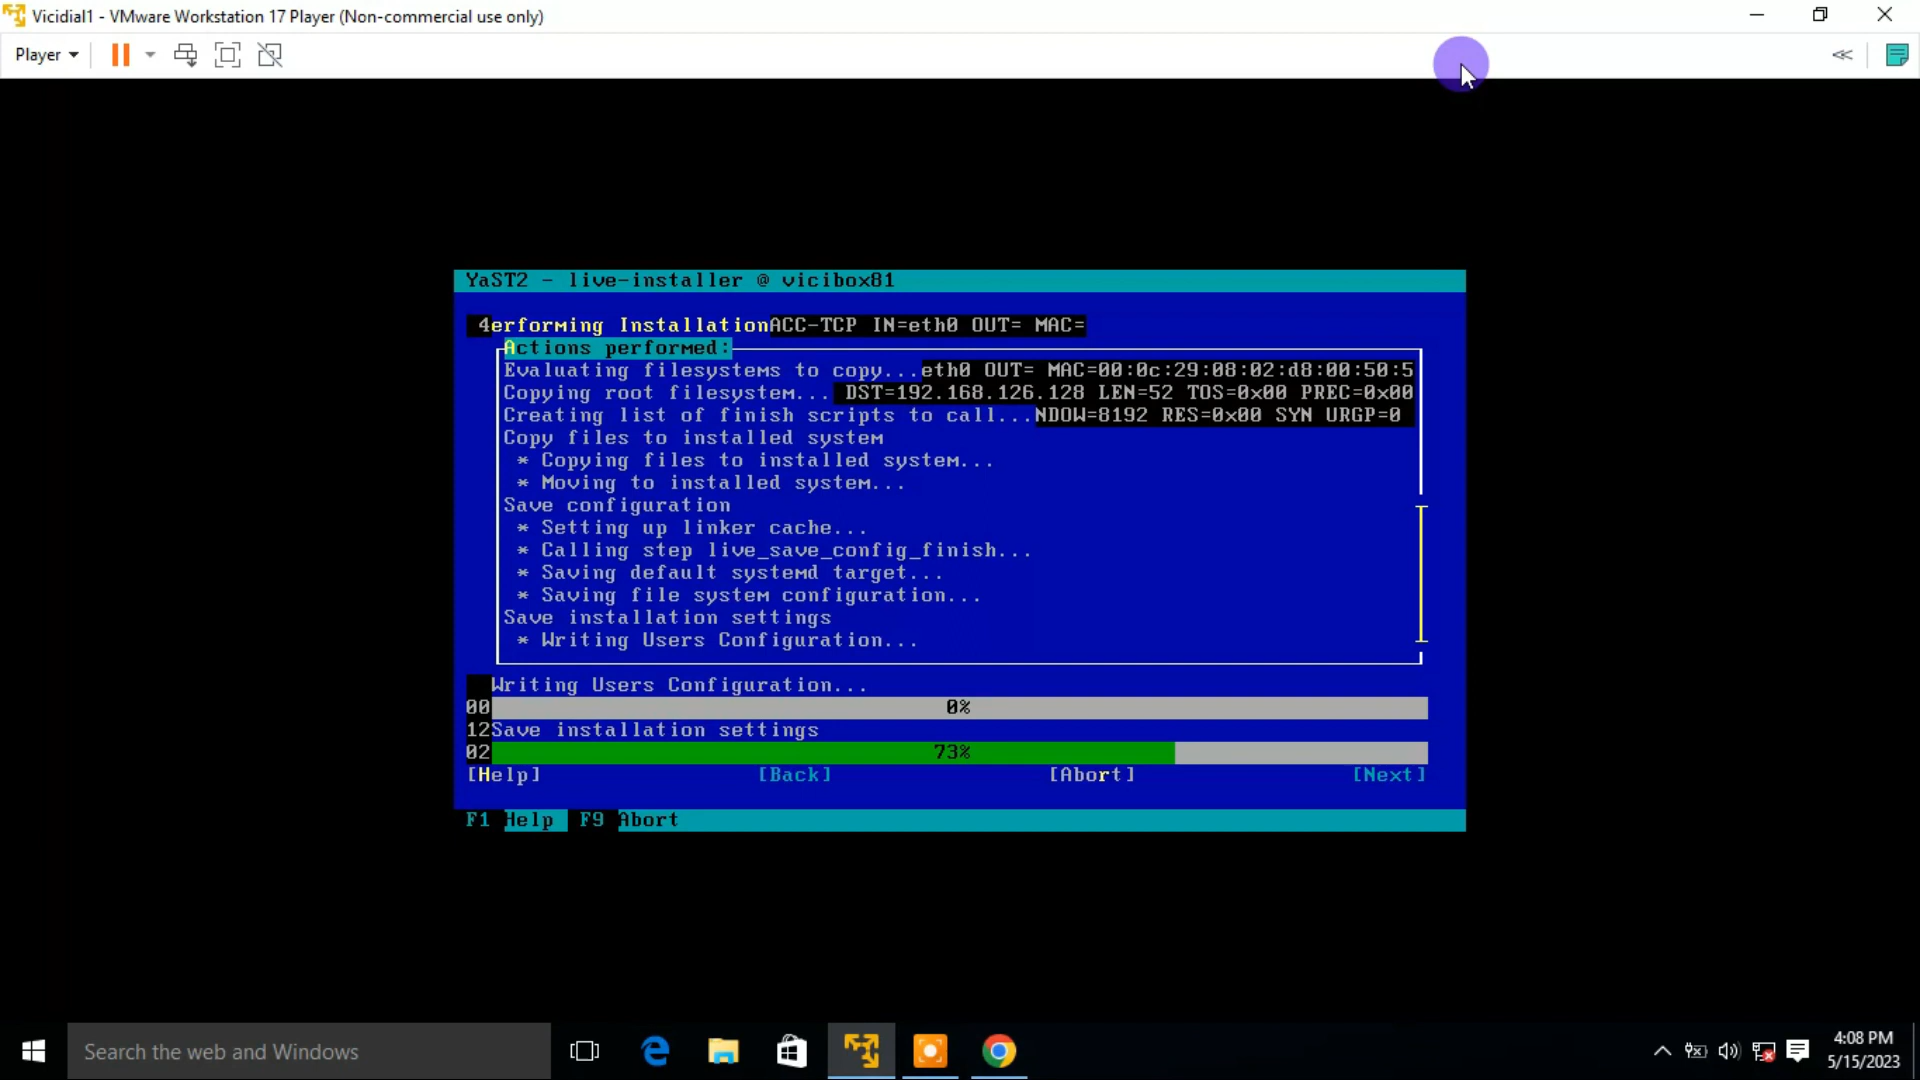 Vicidial1 - VMware Workstation 17 Player (Non-commercial use only)
Player
YaST2 - live-installer @ vicibox81
4erforming InstallationACC-TCP IN=eth0 OUT= MAC=
Actions performed:
Evaluating filesystems to copy...eth0 OUT= MAC=00:0c:29:08:02:d8:00:50:5
Copying root filesystem... DST=192.168.126.128 LEN=52 TOS=0x00 PREC=0x00
Creating list of finish scripts to call...NDOW=8192 RES=0x00 SYN URGP=0
Copy files to installed system
* Copying files to installed system...
* Moving to installed system...
Save configuration
* Setting up linker cache...
* Calling step live_save_config_finish...
* Saving default systemd target...
* Saving file system configuration...
Save installation settings
* Writing Users Configuration...
Writing Users Configuration...
00 0%
12Save installation settings
02 73%
[Help] [Back] [Abort] [Next]
F1 Help F9 Abort
Search the web and Windows
4:08 PM
5/15/2023